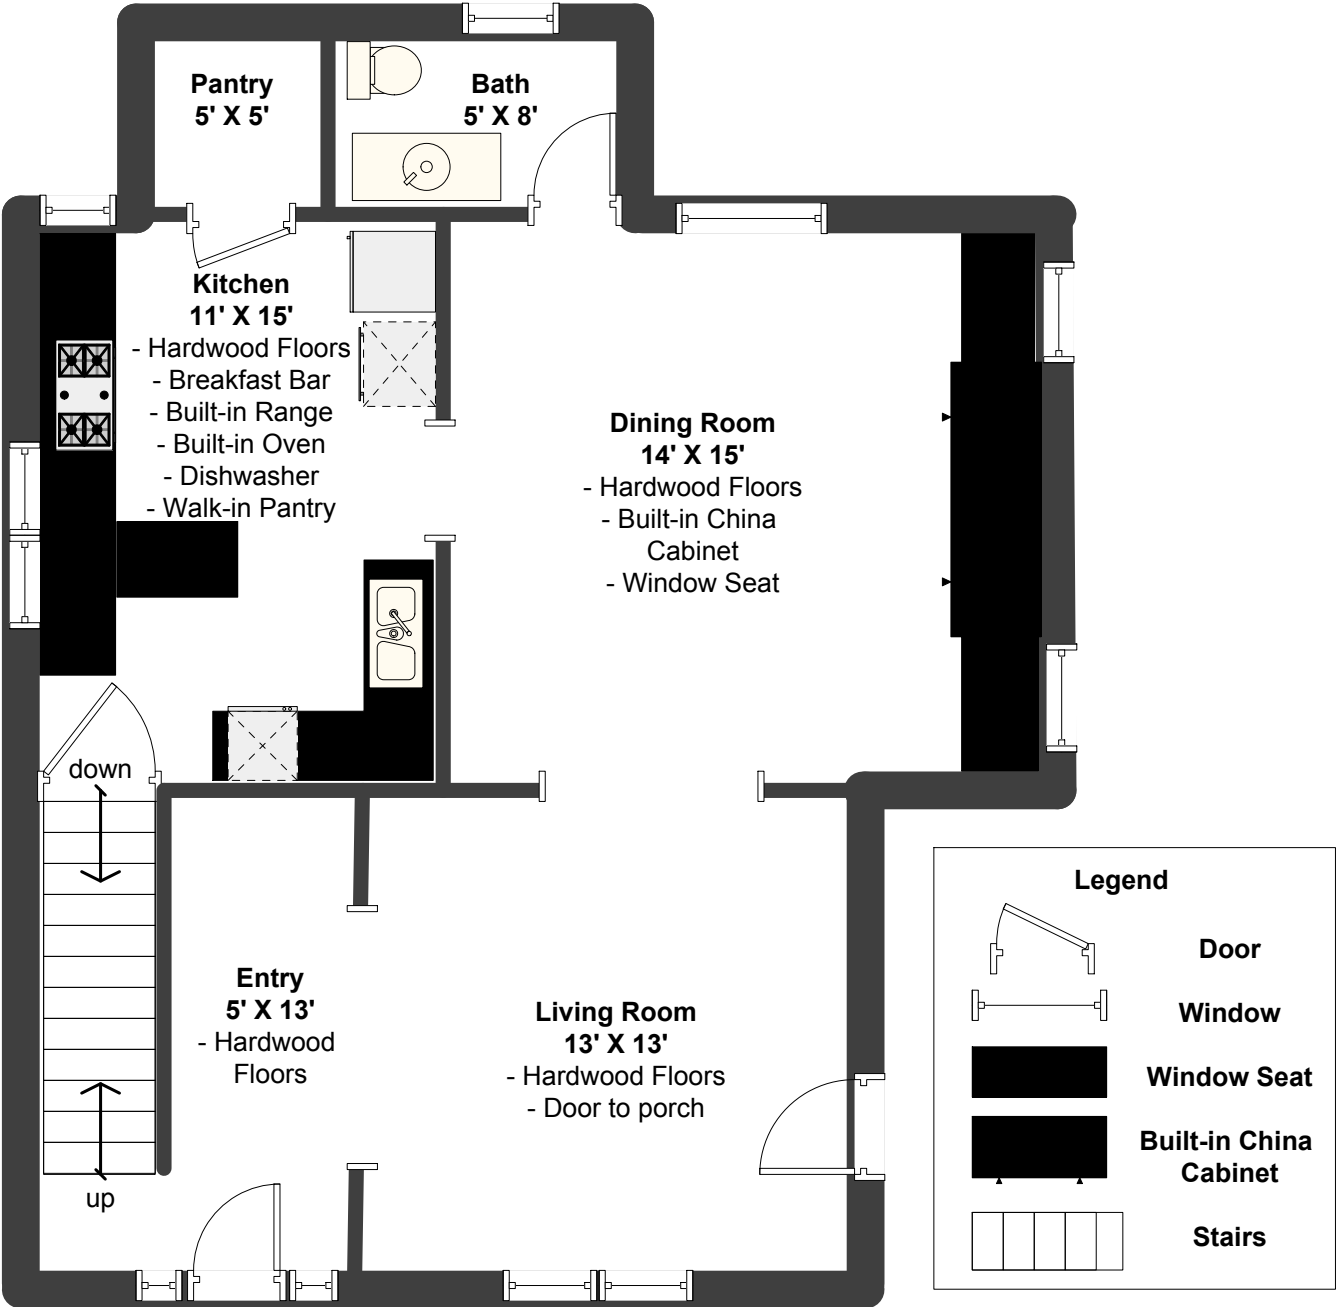 Pantry
5' X 5'
Bath
5' X 8'
Kitchen
11' X 15'
- Hardwood Floors
- Breakfast Bar
- Built-in Range
- Built-in Oven
- Dishwasher
- Walk-in Pantry
Dining Room
14' X 15'
- Hardwood Floors
- Built-in China
Cabinet
- Window Seat
down
up
Entry
5' X 13'
- Hardwood
Floors
Living Room
13' X 13'
- Hardwood Floors
- Door to porch
Legend
Door
Window
Window Seat
Built-in China
Cabinet
Stairs